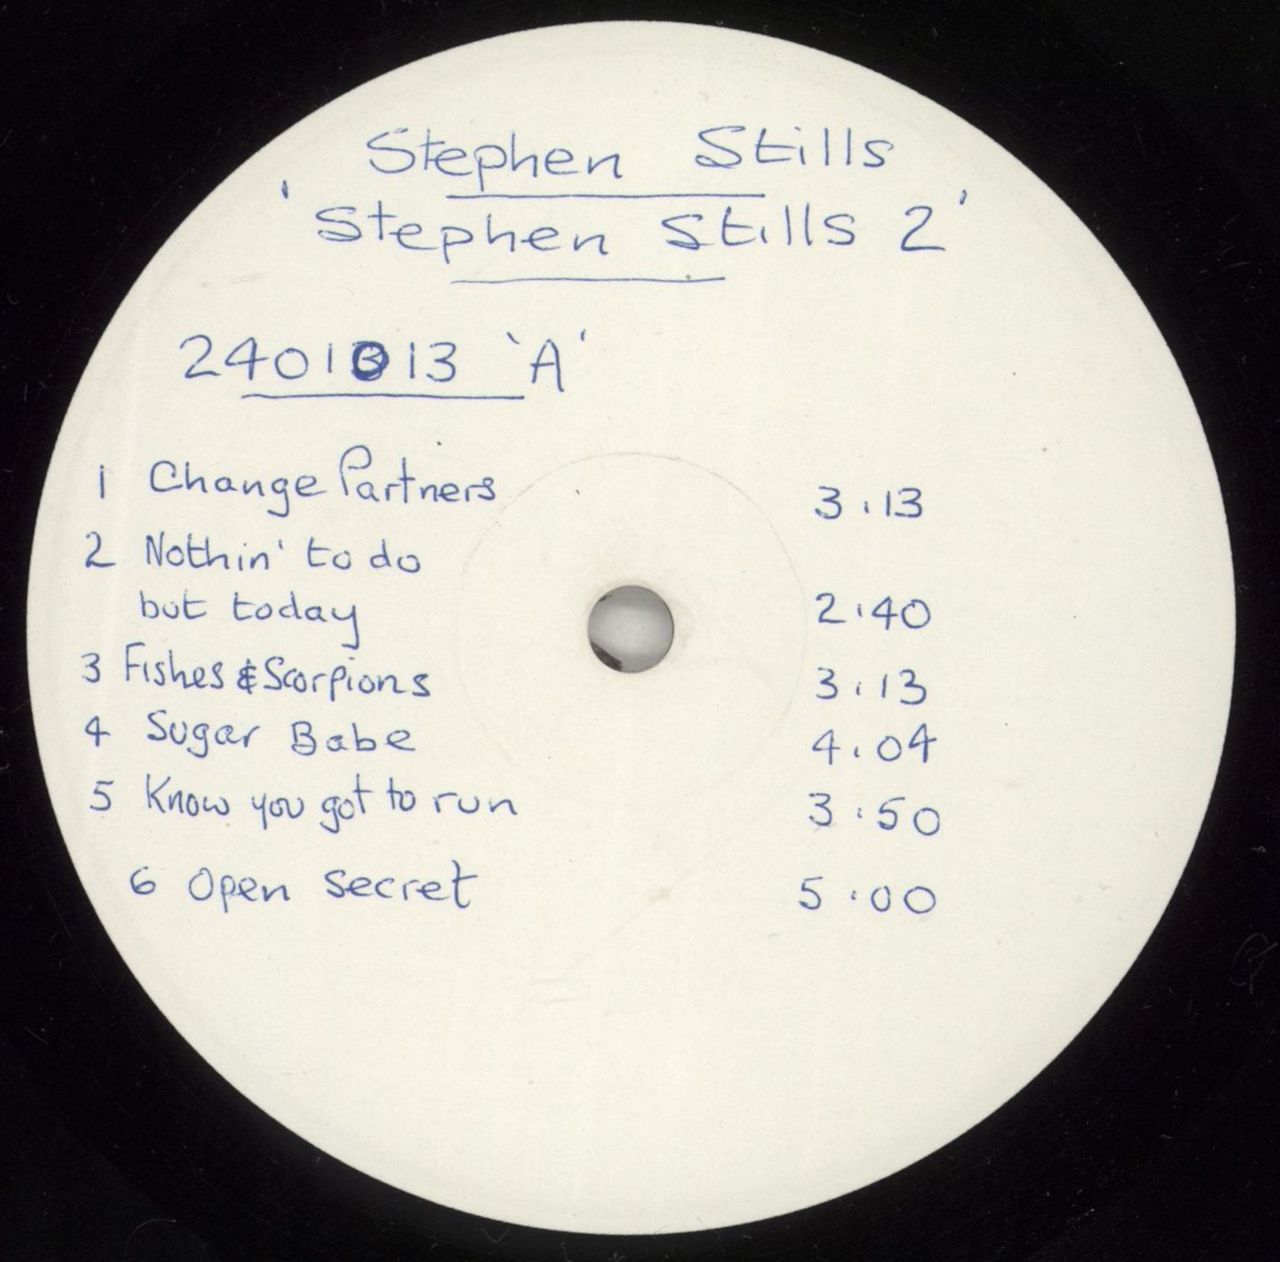 Stephen Stills
'Stephen Stills 2'
2401013 'A'
1 Change Partners 3:13
2 Nothin' to do
but today 2:40
3 Fishes & Scorpions 3:13
4 Sugar Babe 4:04
5 Know you got to run 3:50
6 Open secret 5:00